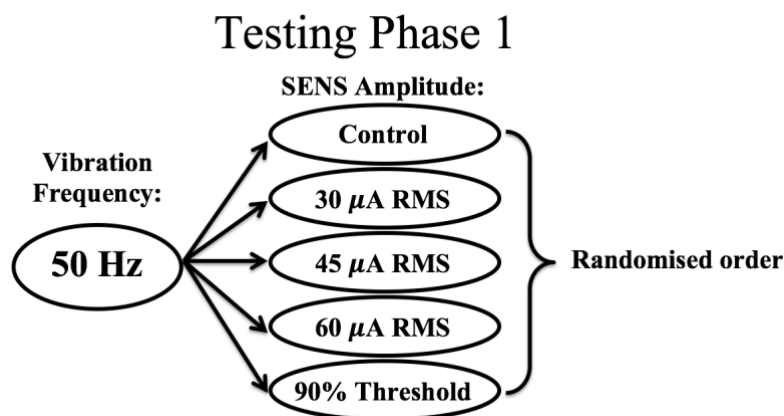 Testing Phase 1
SENS Amplitude:
Control
Vibration
Frequency:
30 μA RMS
50 Hz
45 μA RMS
Randomised order
60 μA RMS
90% Threshold